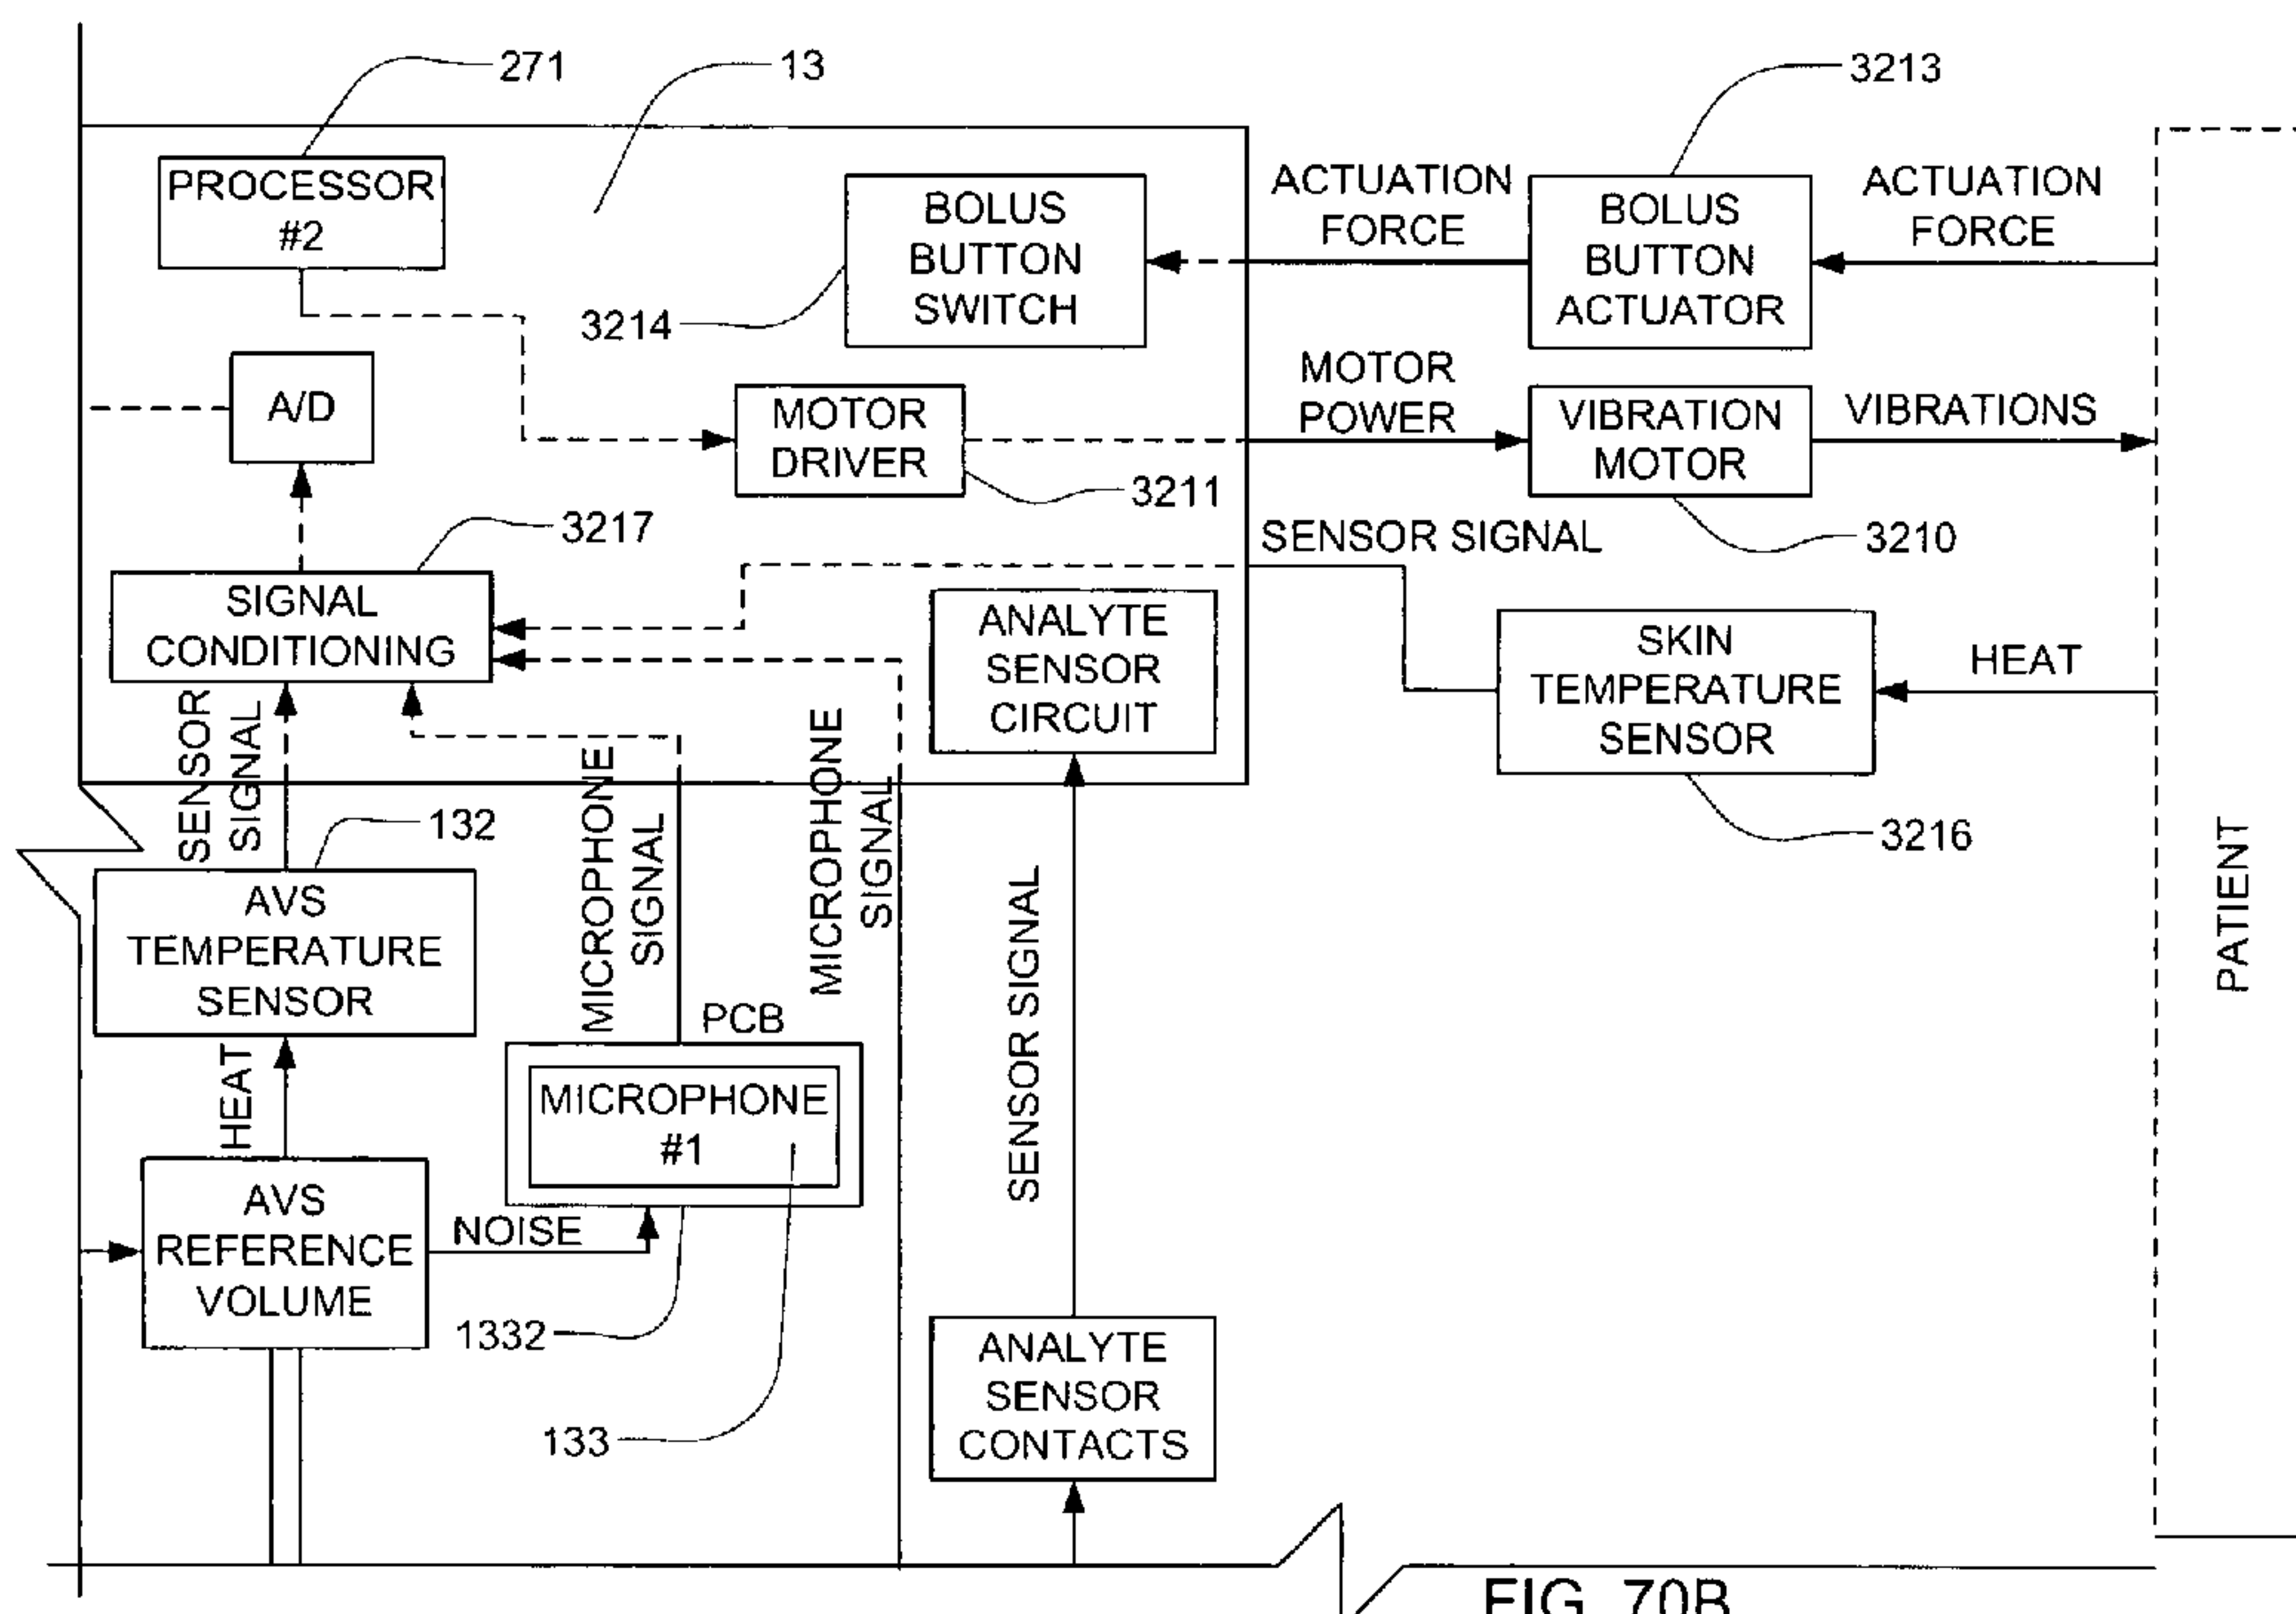 271
13
3213
PROCESSOR
#2
BOLUS
BUTTON
SWITCH
3214
ACTUATION
FORCE
BOLUS
BUTTON
ACTUATOR
ACTUATION
FORCE
A/D
MOTOR
DRIVER
3211
MOTOR
POWER
VIBRATION
MOTOR
VIBRATIONS
3210
3217
SENSOR SIGNAL
SIGNAL
CONDITIONING
ANALYTE
SENSOR
CIRCUIT
SKIN
TEMPERATURE
SENSOR
HEAT
3216
SENSOR
SIGNAL
MICROPHONE
SIGNAL
MICROPHONE
SIGNAL
132
AVS
TEMPERATURE
SENSOR
SENSOR SIGNAL
PATIENT
PCB
HEAT
MICROPHONE
#1
AVS
REFERENCE
VOLUME
NOISE
1332
133
ANALYTE
SENSOR
CONTACTS
FIG. 70B